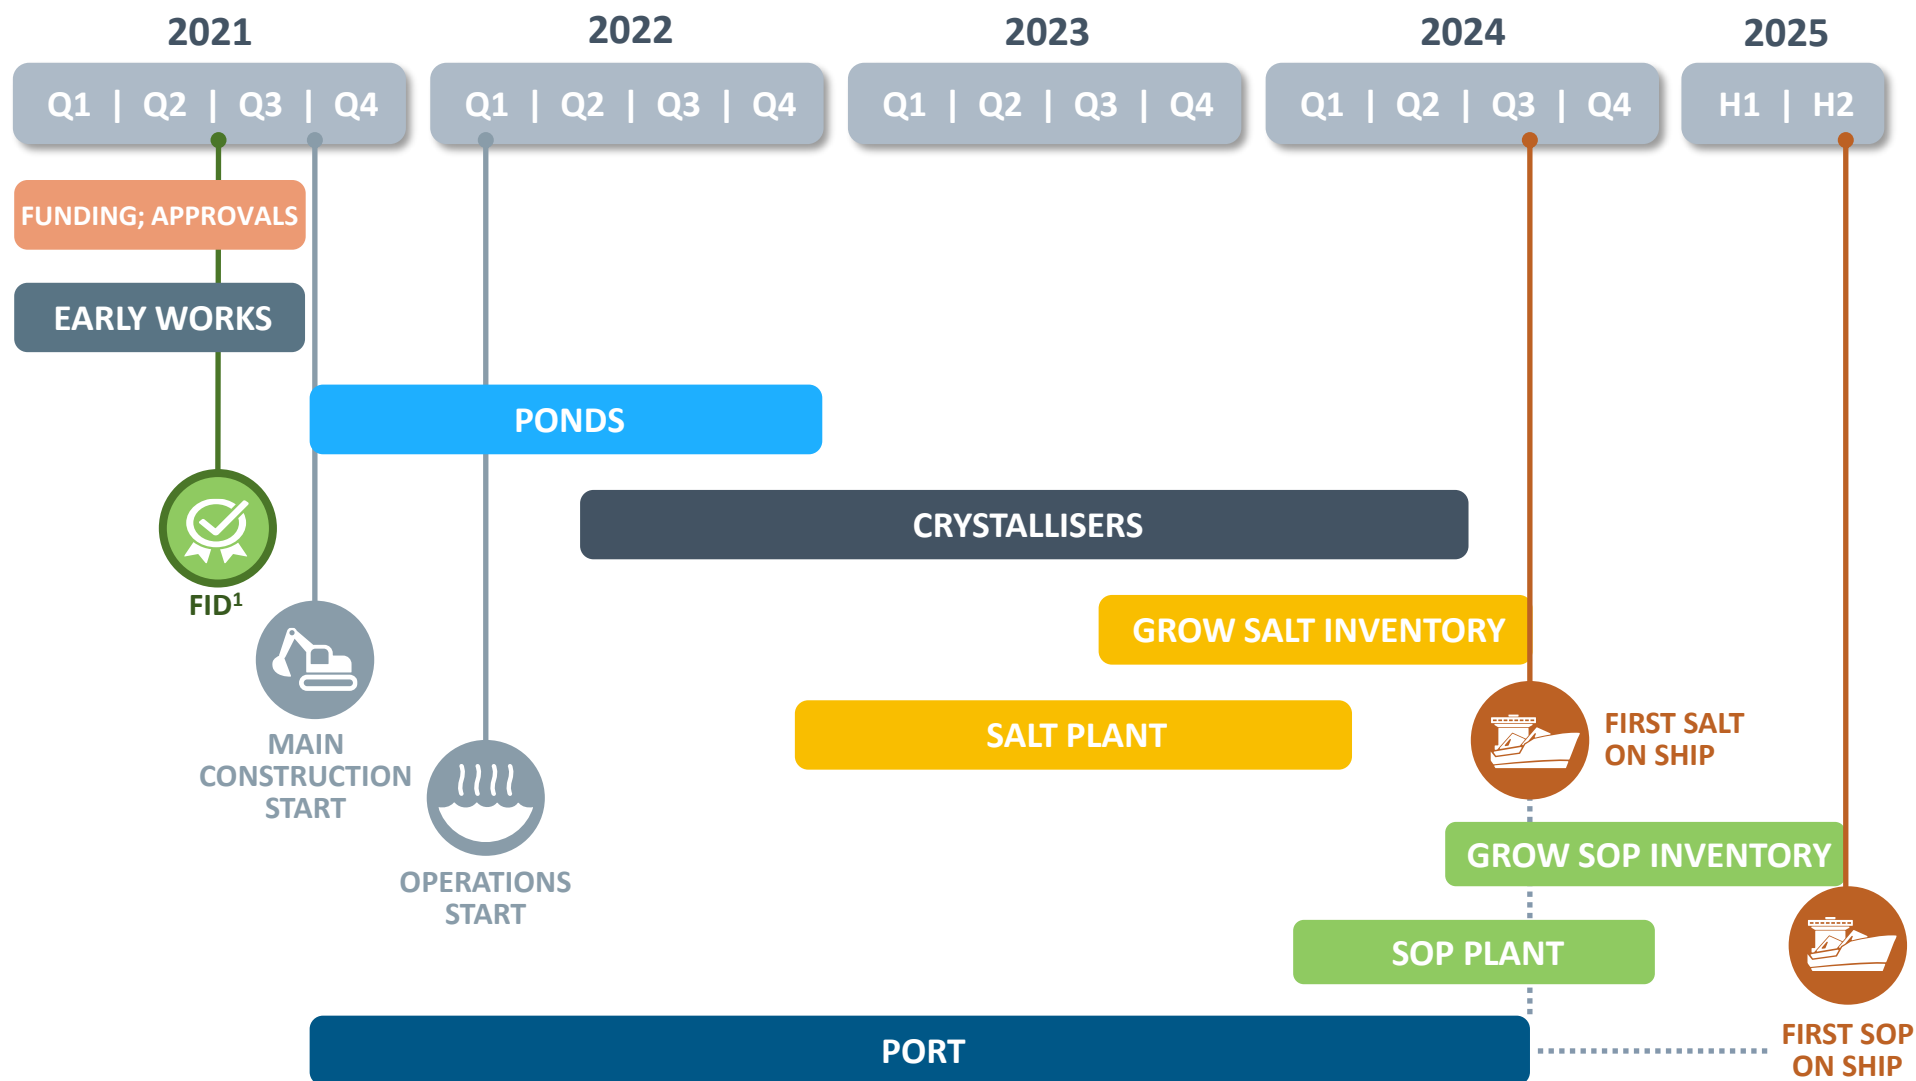 2021
2022
2023
2024
2025
Q1 | Q2 | Q3 | Q4
Q1 | Q2 | Q3 | Q4
Q1 | Q2 | Q3 | Q4
Q1 | Q2 | Q3 | Q4
H1 | H2
FUNDING; APPROVALS
EARLY WORKS
PONDS
CRYSTALLISERS
FID¹
GROW SALT INVENTORY
SALT PLANT
FIRST SALT
ON SHIP
MAIN
CONSTRUCTION
START
OPERATIONS
START
GROW SOP INVENTORY
SOP PLANT
PORT
FIRST SOP
ON SHIP